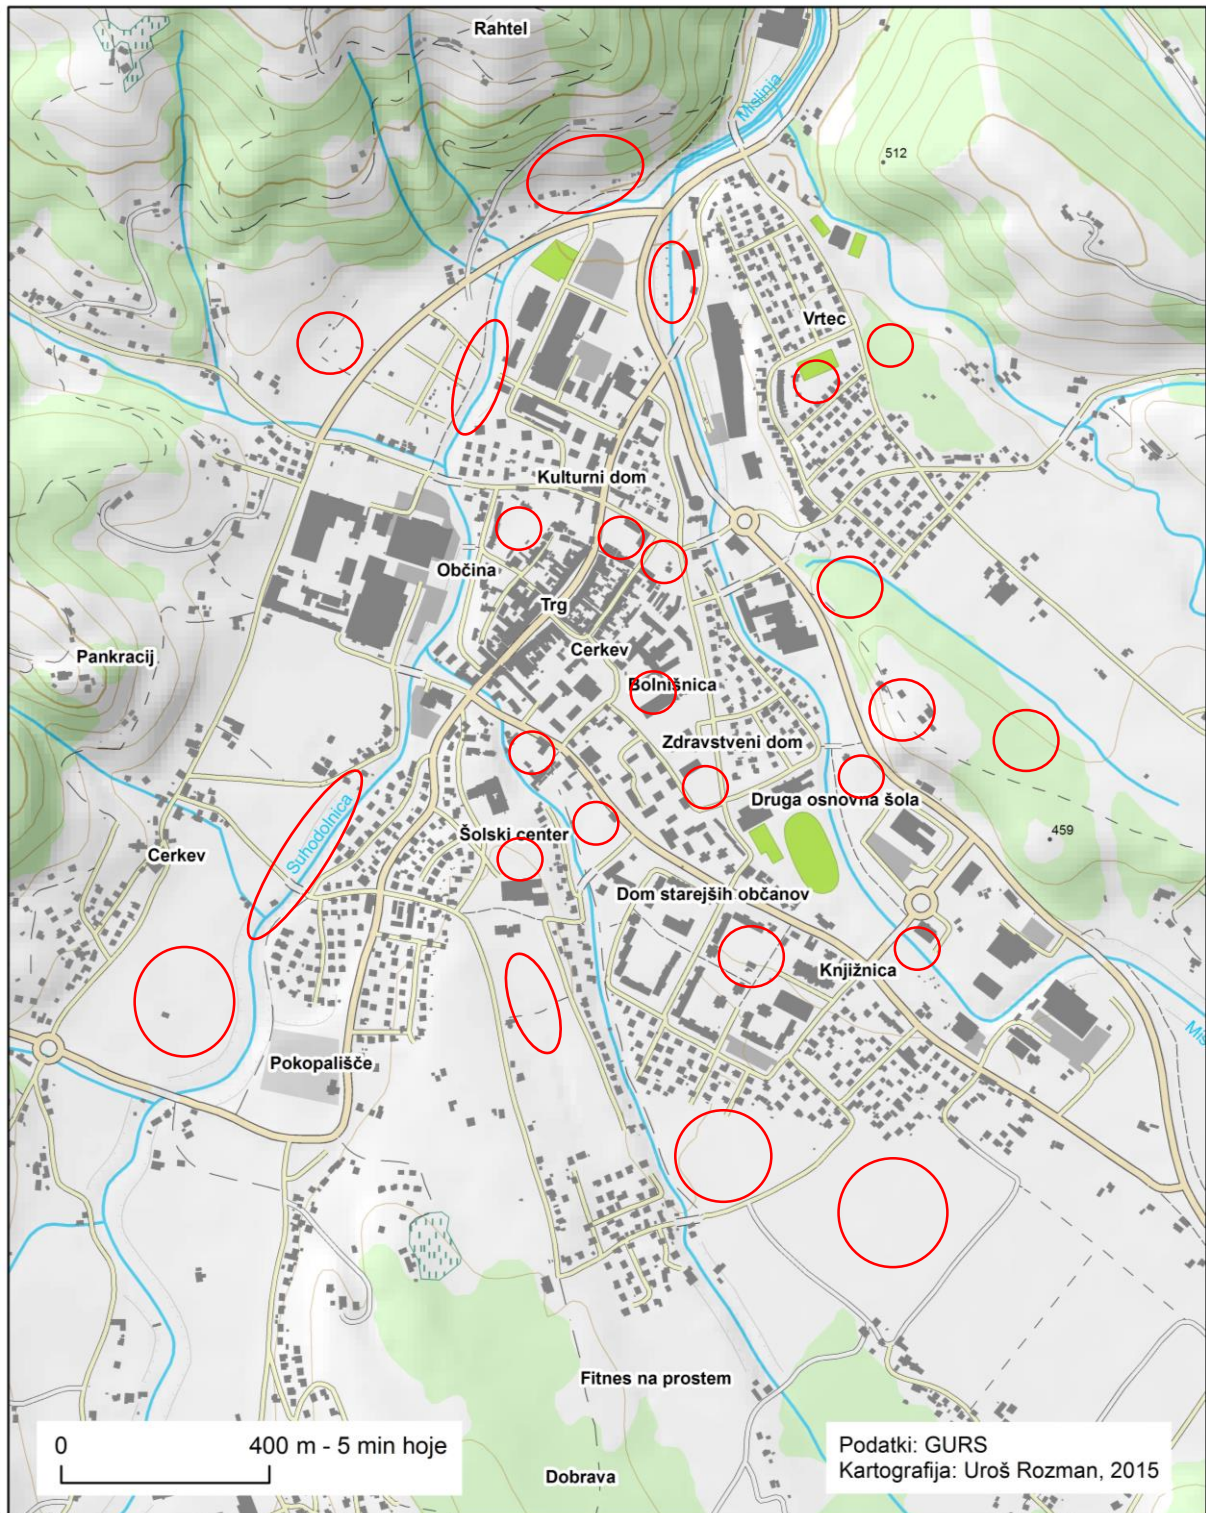 Rahtel
Mislinja
512
Vrtec
Kulturni dom
Občina
Trg
Cerkev
Pankracij
Bolnišnica
Zdravstveni dom
Druga osnovna šola
Suhodolnica
Šolski center
459
Cerkev
Dom starejših občanov
Knjižnica
Mis
Pokopališče
Fitnes na prostem
0 400 m - 5 min hoje
Podatki: GURS
Kartografija: Uroš Rozman, 2015
Dobrava